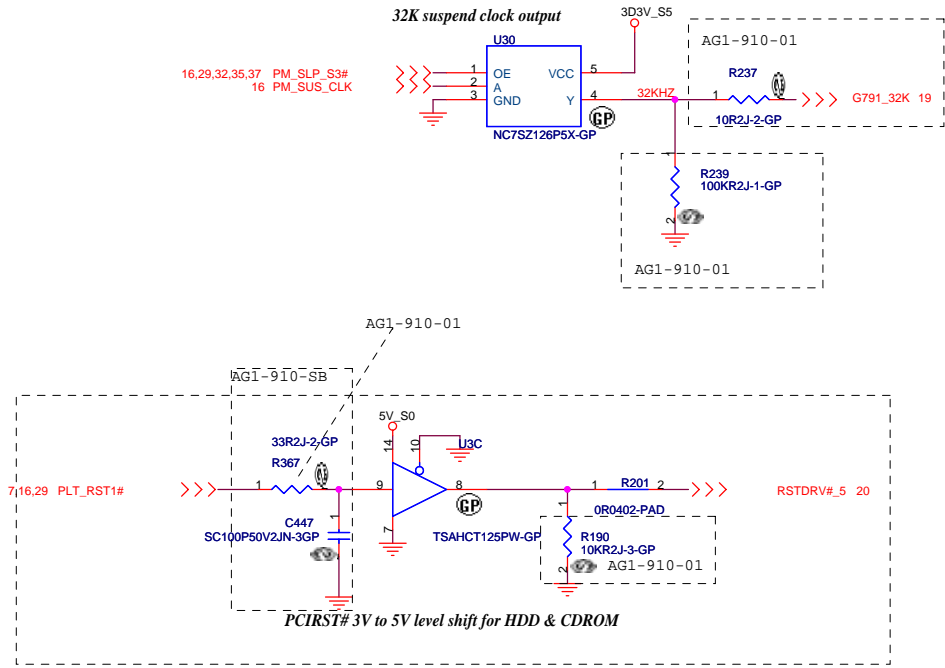 32K suspend clock output
3D3V_S5
U30
AG1-910-01
R237
16,29,32,35,37 PM_SLP_S3#
1 OE VCC 5
16 PM_SUS_CLK
2 A
3 GND Y 4
32KHZ
1 2
G791_32K 19
10R2J-2-GP
NC7SZ126P5X-GP
GP
1
R239
100KR2J-1-GP
2
AG1-910-01
AG1-910-01
AG1-910-SB
5V_S0
33R2J-2-GP
14
10
U3C
R367
7,16,29 PLT_RST1#
1
9
8
1 R201 2
RSTDRV#_5 20
GP
0R0402-PAD
1
C447
SC100P50V2JN-3GP
7
TSAHCT125PW-GP
1
R190
10KR2J-3-GP
AG1-910-01
2
PCIRST# 3V to 5V level shift for HDD & CDROM